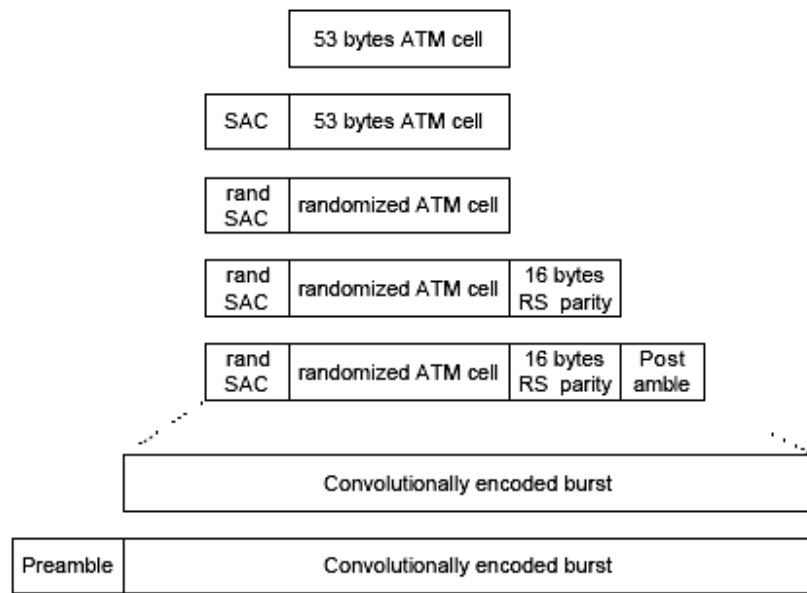 53 bytes ATM cell
SAC 53 bytes ATM cell
rand
SAC
randomized ATM cell
rand
SAC
randomized ATM cell
16 bytes
RS parity
rand
SAC
randomized ATM cell
16 bytes
RS parity
Post
amble
Convolutionally encoded burst
Preamble Convolutionally encoded burst